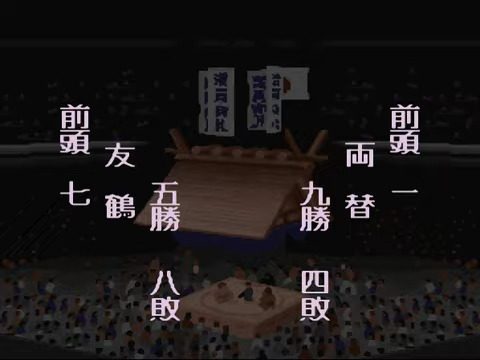 前頭 一
両替
九勝 四敗
前頭 七
友鶴
五勝 八敗